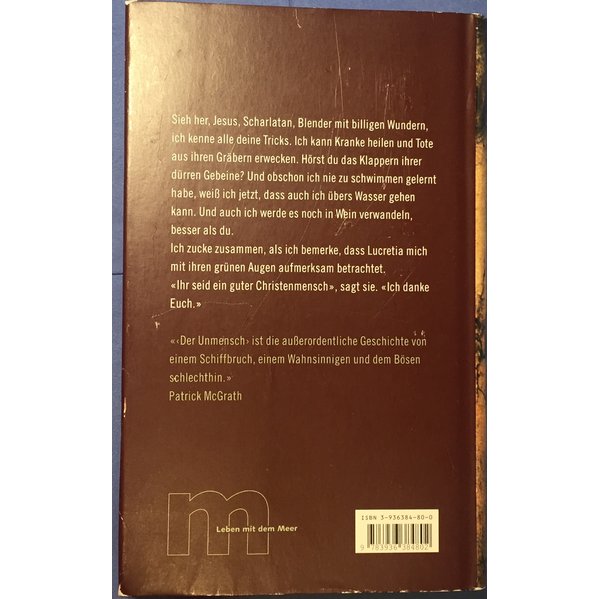 Sieh her, Jesus, Scharlatan, Blender mit billigen Wundern,
ich kenne alle deine Tricks. Ich kann Kranke heilen und Tote
aus ihren Gräbern erwecken. Hörst du das Klappern ihrer
dürren Gebeine? Und obschon ich nie zu schwimmen gelernt
habe, weiß ich jetzt, dass auch ich übers Wasser gehen
kann. Und auch ich werde es noch in Wein verwandeln,
besser als du.
Ich zucke zusammen, als ich bemerke, dass Lucretia mich
mit ihren grünen Augen aufmerksam betrachtet.
«Ihr seid ein guter Christenmensch», sagt sie. «Ich danke
Euch.»
«‹Der Unmensch› ist die außerordentliche Geschichte von
einem Schiffbruch, einem Wahnsinnigen und dem Bösen
schlechthin.»
Patrick McGrath
m
Leben mit dem Meer
ISBN 3-936384-80-0
9 783936 384802